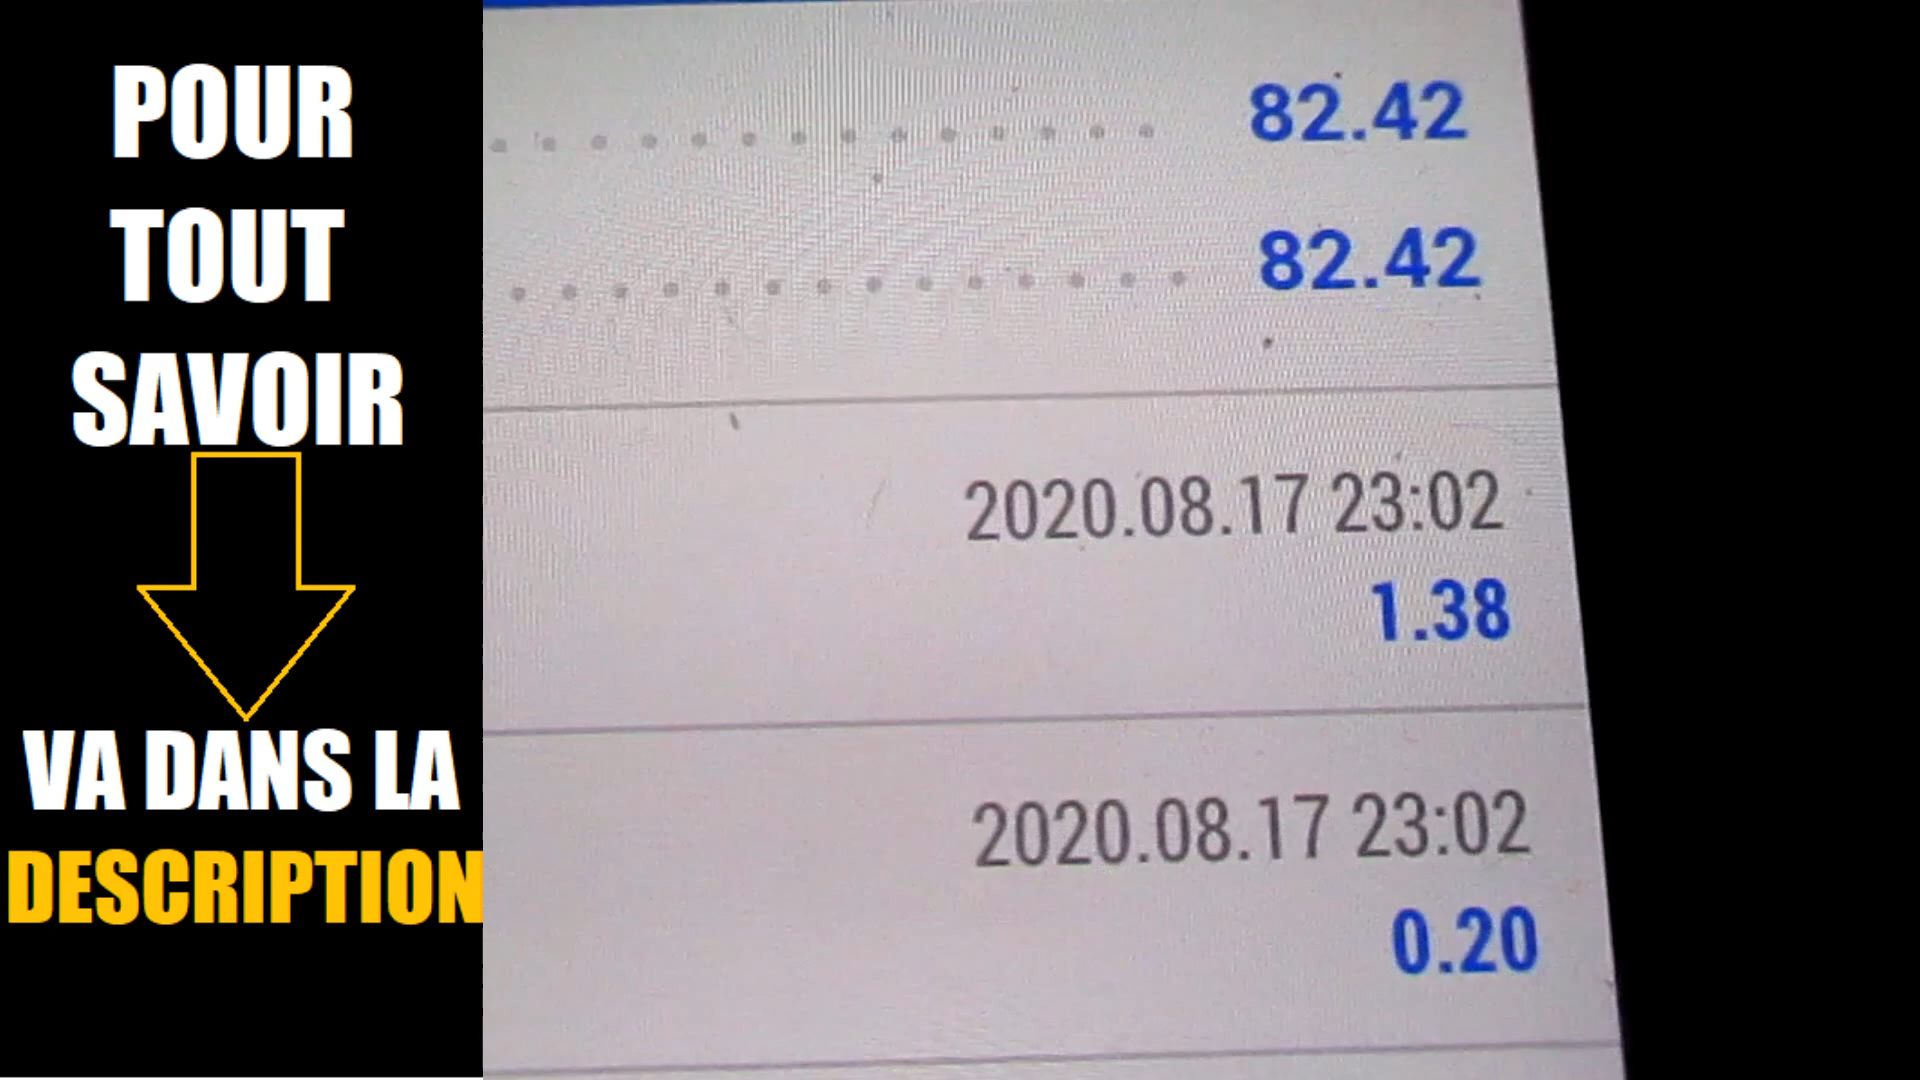 POUR
TOUT
SAVOIR
VA DANS LA
DESCRIPTION
82.42
82.42
2020.08.17 23:02
1.38
2020.08.17 23:02
0.20